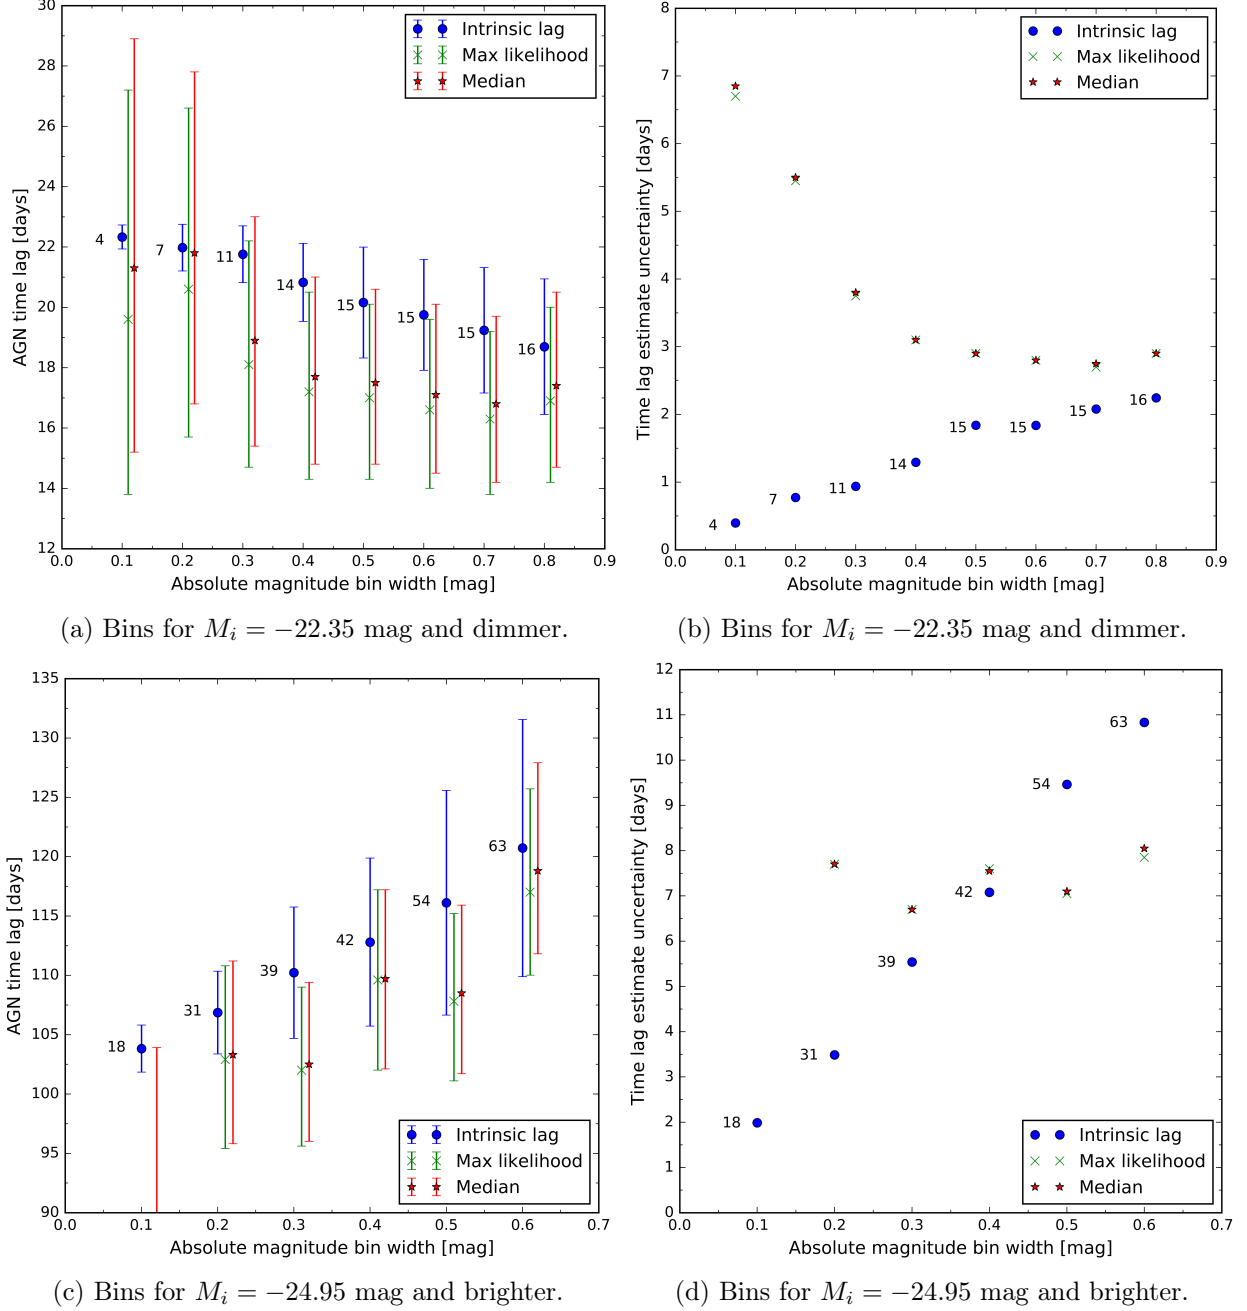 30
28
26
24
22
20
18
16
14
12
AGN time lag [days]
Intrinsic lag
Max likelihood
Median
4
7
11
14
15
15
15
16
0.0 0.1 0.2 0.3 0.4 0.5 0.6 0.7 0.8 0.9
Absolute magnitude bin width [mag]
(a) Bins for M_i = −22.35 mag and dimmer.
8
7
6
5
4
3
2
1
0
Time lag estimate uncertainty [days]
Intrinsic lag
Max likelihood
Median
4
7
11
14
15
15
15
16
0.0 0.1 0.2 0.3 0.4 0.5 0.6 0.7 0.8 0.9
Absolute magnitude bin width [mag]
(b) Bins for M_i = −22.35 mag and dimmer.
135
130
125
120
115
110
105
100
95
90
AGN time lag [days]
18
31
39
42
54
63
Intrinsic lag
Max likelihood
Median
0.0 0.1 0.2 0.3 0.4 0.5 0.6 0.7
Absolute magnitude bin width [mag]
(c) Bins for M_i = −24.95 mag and brighter.
12
11
10
9
8
7
6
5
4
3
2
1
0
Time lag estimate uncertainty [days]
18
31
39
42
54
63
Intrinsic lag
Max likelihood
Median
0.0 0.1 0.2 0.3 0.4 0.5 0.6 0.7
Absolute magnitude bin width [mag]
(d) Bins for M_i = −24.95 mag and brighter.